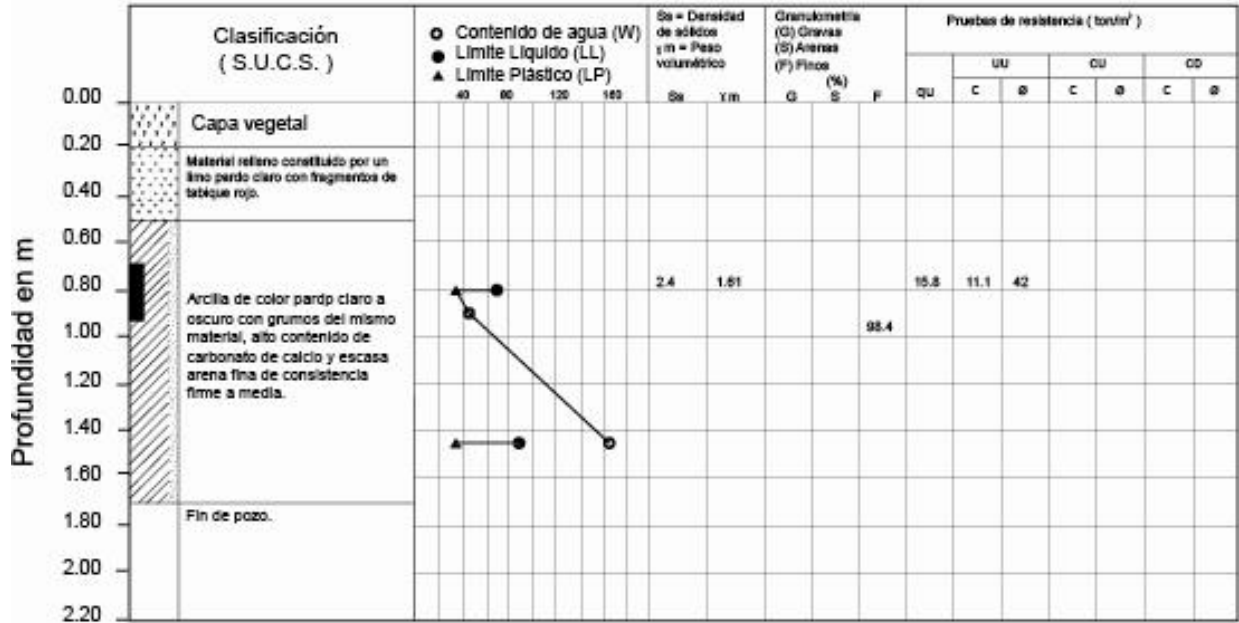 Clasificación
( S.U.C.S. )
Contenido de agua (W)
Límite Líquido (LL)
Límite Plástico (LP)
40 80 120 160
Ss = Densidad
de sólidos
γ m = Peso
volumétrico
Ss γ m
Granulometría
(G) Gravas
(S) Arenas
(F) Finos
(%)
G S F
Pruebas de resistencia ( ton/m² )
UU CU CD
qu C Ø C Ø C Ø
Profundidad en m
0.00
0.20
0.40
0.60
0.80
1.00
1.20
1.40
1.60
1.80
2.00
2.20
Capa vegetal
Material relleno constituido por un
limo pardo claro con fragmentos de
tabique rojo.
Arcilla de color pardp claro a
oscuro con grumos del mismo
material, alto contenido de
carbonato de calcio y escasa
arena fina de consistencia
firme a media.
Fin de pozo.
2.4 1.61 15.8 11.1 42
98.4